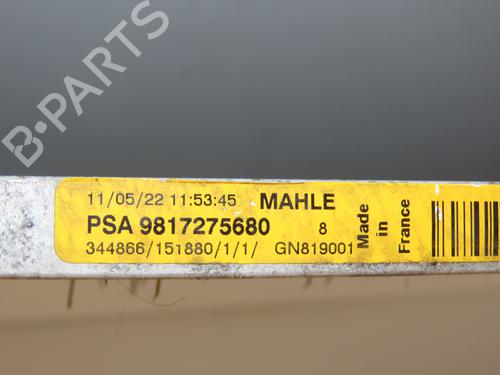 B-PARTS
11/05/22 11:53:45 MAHLE
PSA 9817275680 8
344866/151880/1/1/ GN819001
Made
in
France